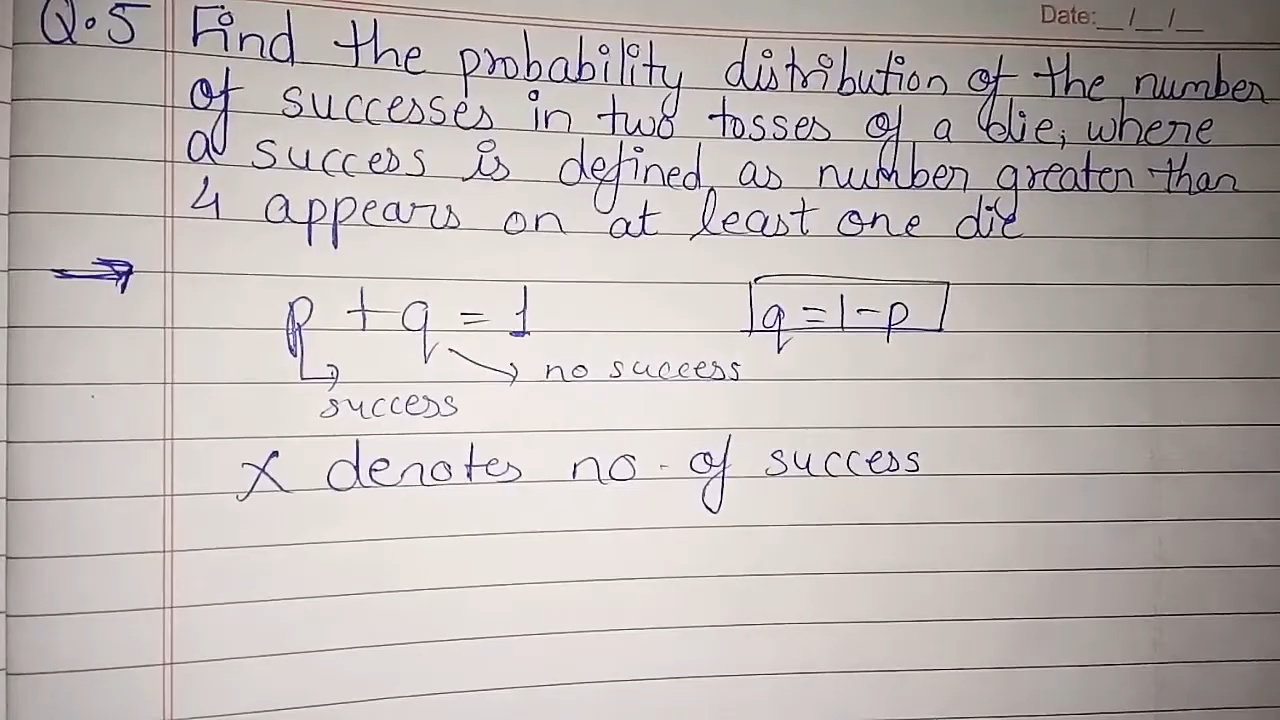 Date:__/__/__
Q.5 Find the probability distribution of the number
of successes in two tosses of a die, where
a success is defined as number greater than
4 appears on at least one die
p + q = 1 q = 1 - p
no success
success
X denotes no. of success